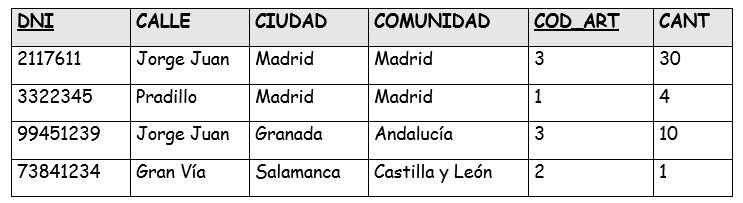 DNI CALLE CIUDAD COMUNIDAD COD_ART CANT
2117611 Jorge Juan Madrid Madrid 3 30
3322345 Pradillo Madrid Madrid 1 4
99451239 Jorge Juan Granada Andalucía 3 10
73841234 Gran Vía Salamanca Castilla y León 2 1